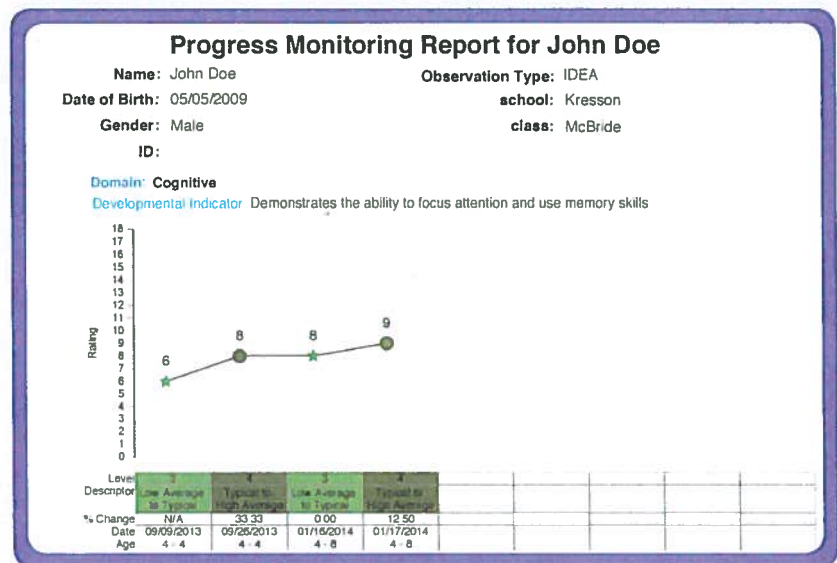 Progress Monitoring Report for John Doe
Name: John Doe
Observation Type: IDEA
Date of Birth: 05/05/2009
school: Kresson
Gender: Male
class: McBride
ID:
Domain: Cognitive
Developmental Indicator Demonstrates the ability to focus attention and use memory skills
18
17
16
15
14
13
12
11
10
9
8
7
6
5
4
3
2
1
0
Rating
6
8
8
9
Level 3 4 3 4
Descriptor Low Average to Typical Typical to High Average Low Average to Typical Typical to High Average
% Change N/A 33.33 0.00 12.50
Date 09/09/2013 09/26/2013 01/16/2014 01/17/2014
Age 4 - 4 4 - 4 4 - 8 4 - 8